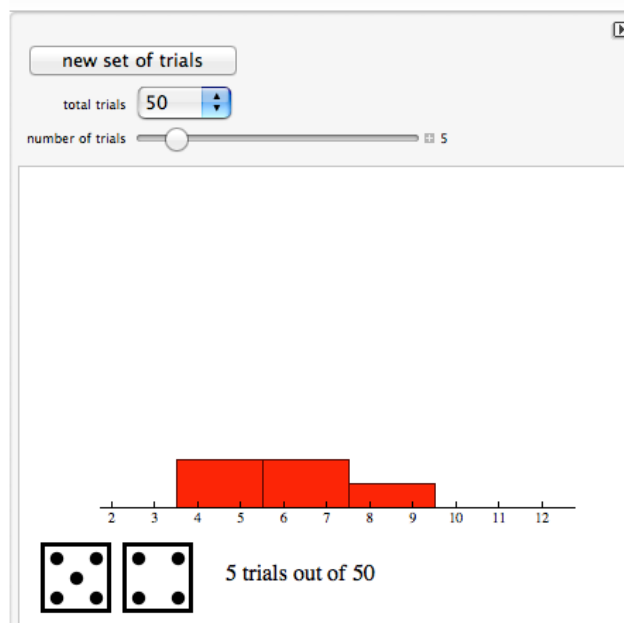 new set of trials
total trials 50
number of trials 5
2 3 4 5 6 7 8 9 10 11 12
5 trials out of 50